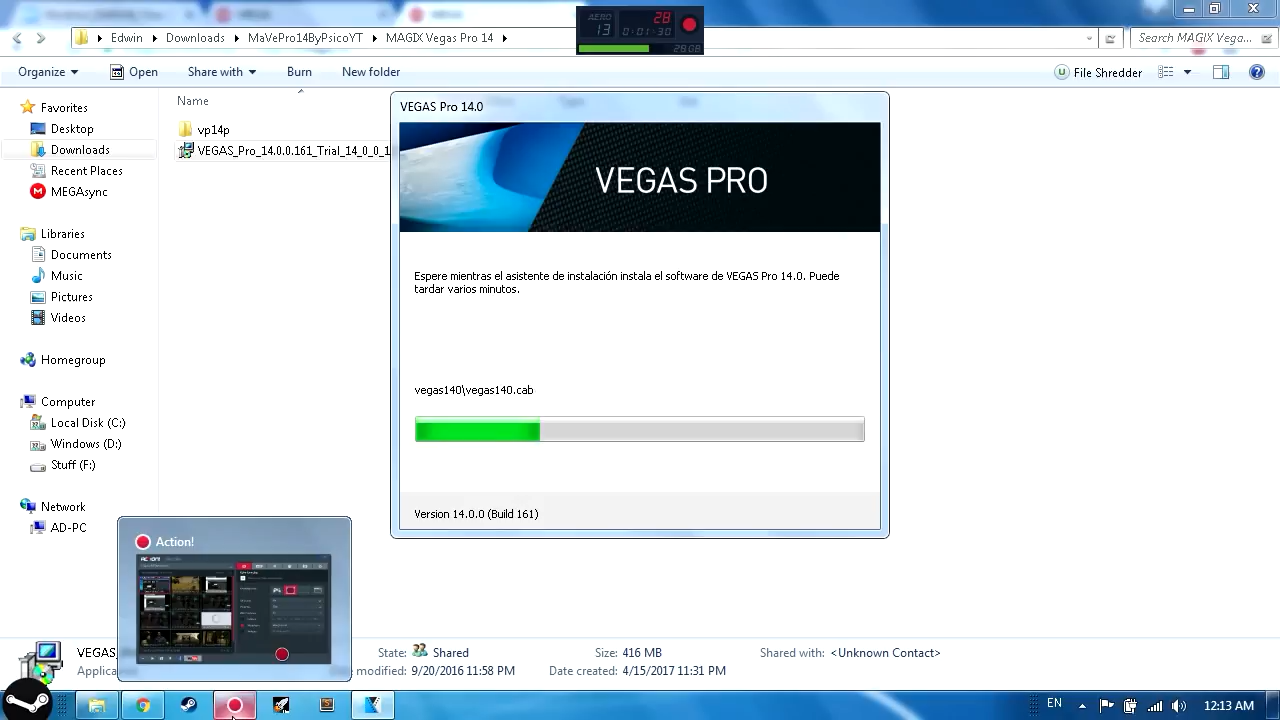 AERO
13
28
0:01:30
28.GB
VePro14B
Vegas Pro 14
Search MAGIX Vega...
Organize
Open
Share with
Burn
New folder
File Shredder
Favorites
Desktop
Downloads
Recent Places
MEGAsync
Libraries
Documents
Music
Pictures
Videos
Homegroup
Computer
Local Disk (C:)
Windows (D:)
Stuff (F:)
Network
AD-PC
Name
vp14p
VEGAS_Pro_14.0.0.161_Trial_14_0_0_1
VEGAS Pro 14.0
VEGAS PRO
Espere mientras el asistente de instalación instala el software de VEGAS Pro 14.0. Puede
tardar varios minutos.
vegas140\vegas140.cab
Version 14.0.0 (Build 161)
Action!
VEGAS
State: Shared
Size: 416 MB
Shared with: <Unknown Contact>
Applica
modified: 9/20/2016 11:58 PM
Date created: 4/15/2017 11:31 PM
EN
12:13 AM